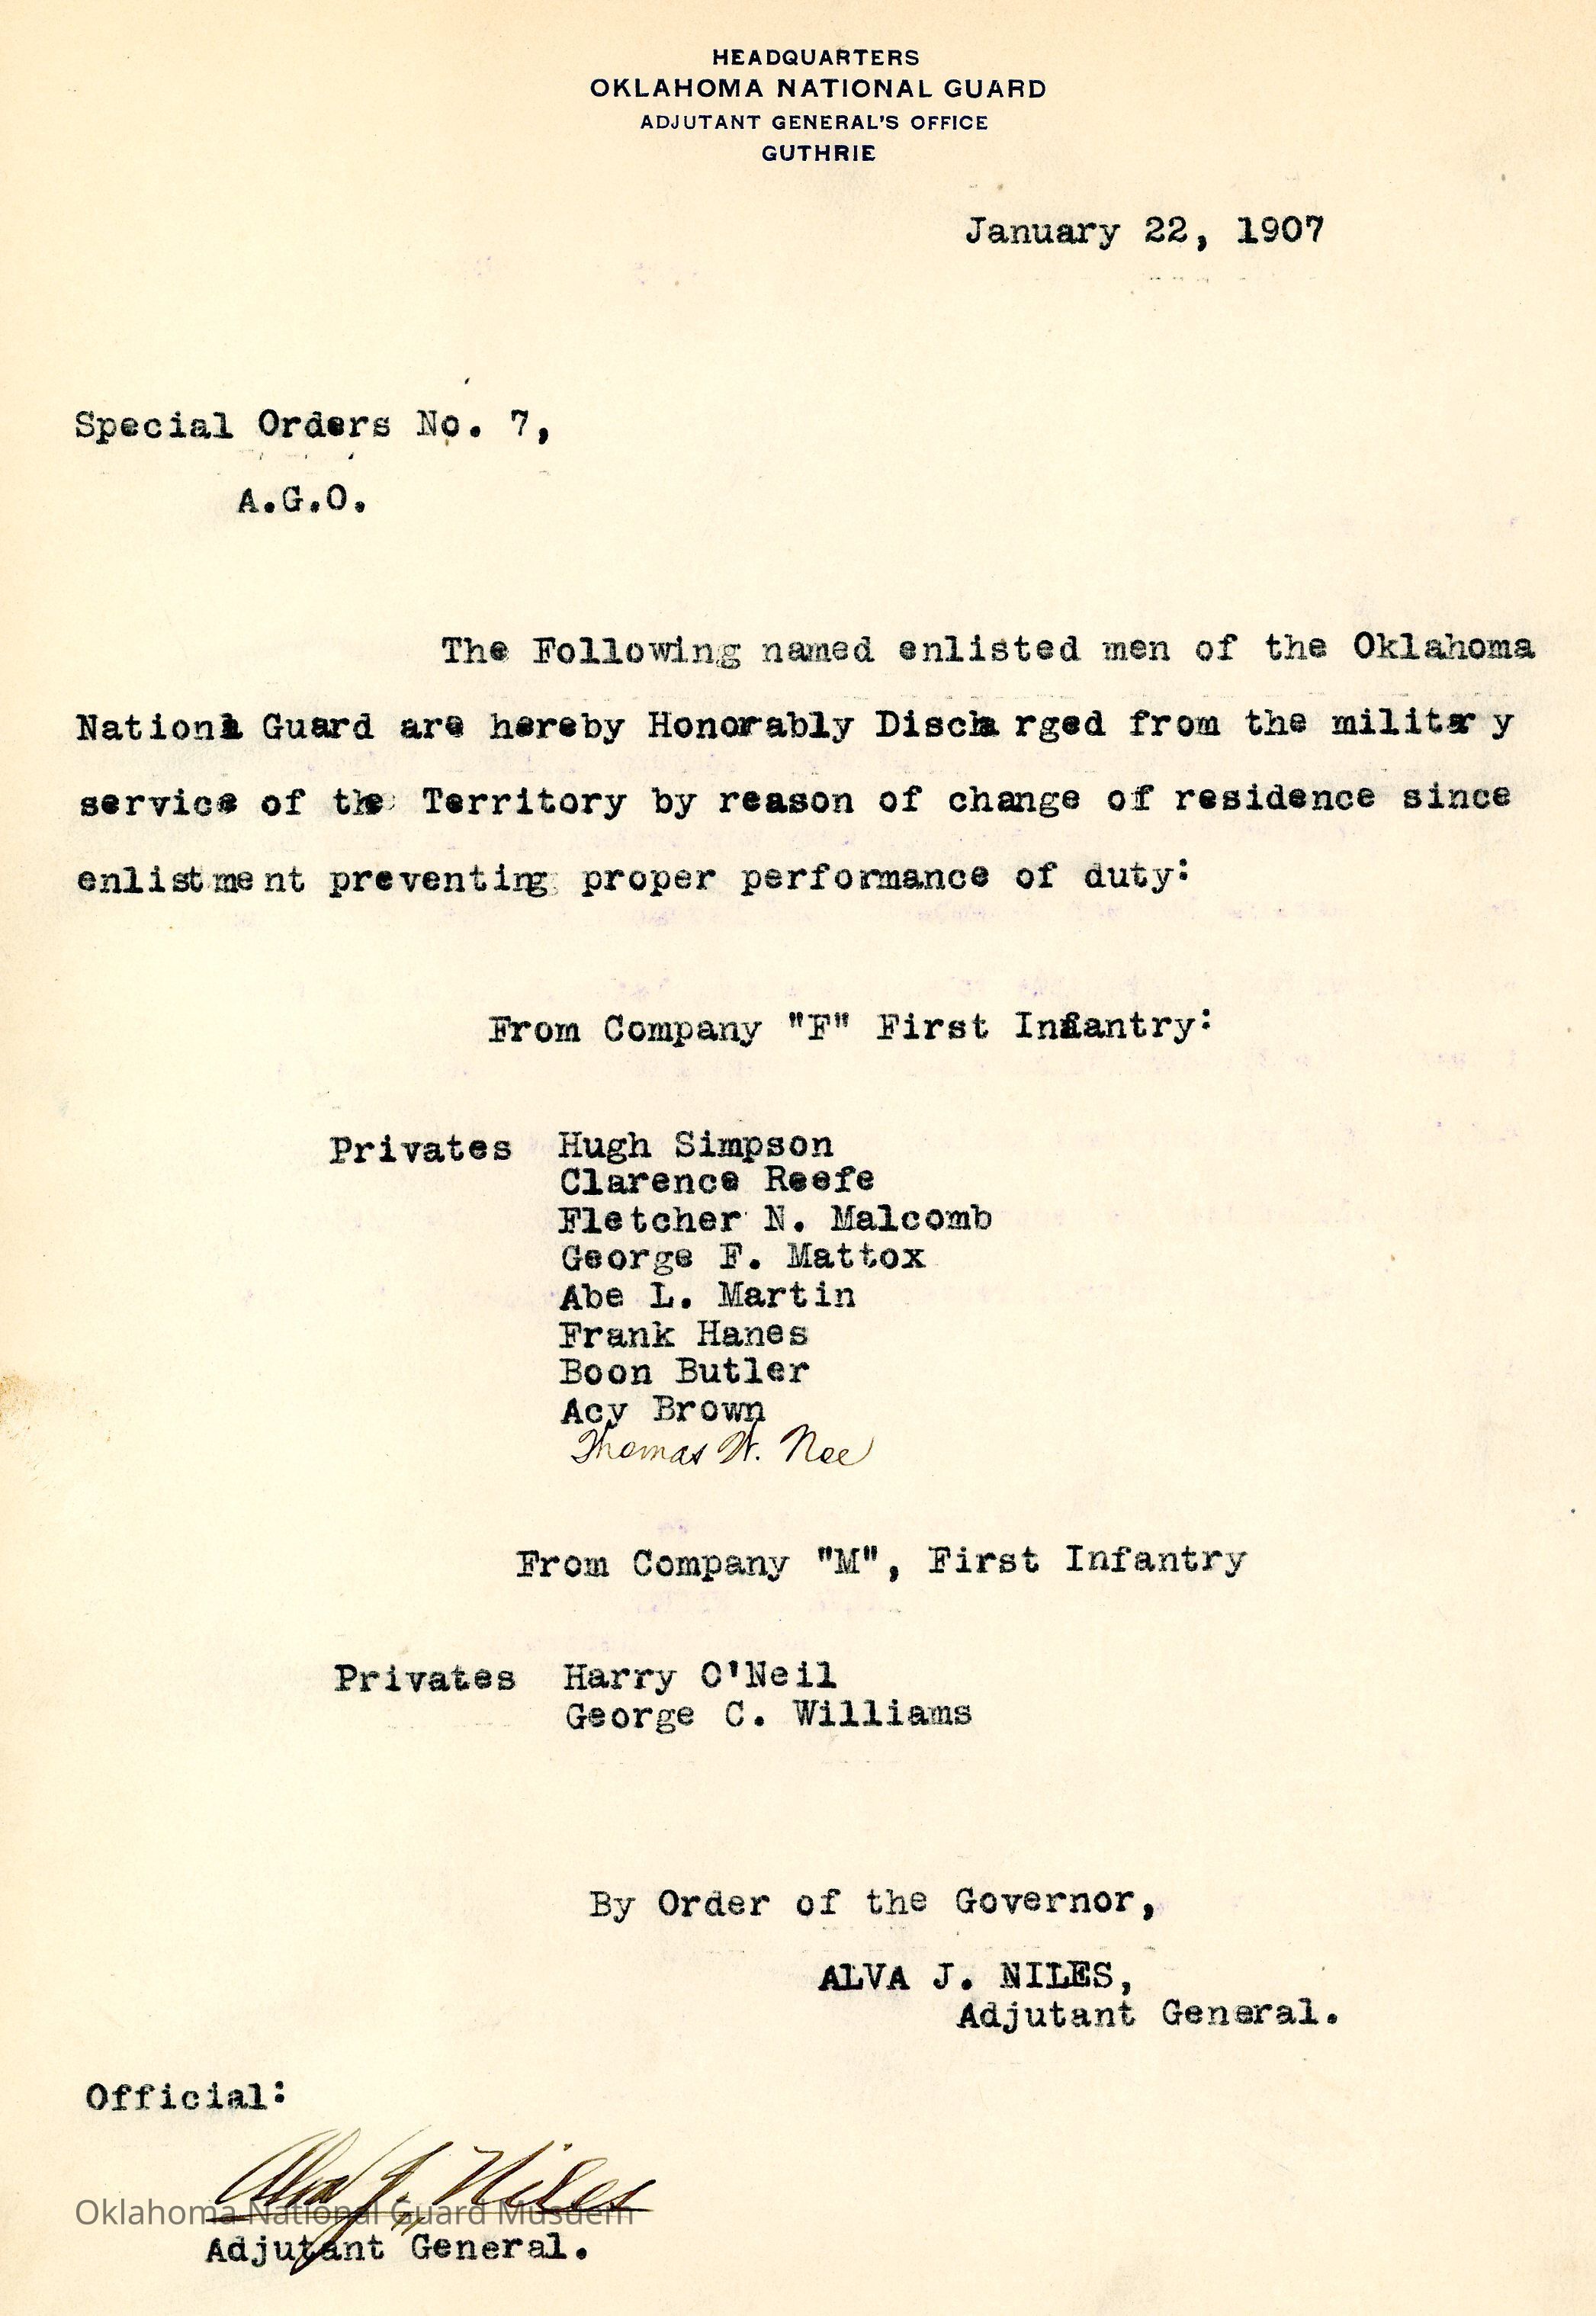 HEADQUARTERS
OKLAHOMA NATIONAL GUARD
ADJUTANT GENERAL'S OFFICE
GUTHRIE
January 22, 1907
Special Orders No. 7,
A.G.O.
The Following named enlisted men of the Oklahoma
National Guard are hereby Honorably Discharged from the military
service of the Territory by reason of change of residence since
enlistment preventing proper performance of duty:
From Company "F" First Infantry:
Privates Hugh Simpson
Clarence Reefe
Fletcher N. Malcomb
George F. Mattox
Abe L. Martin
Frank Hanes
Boon Butler
Acy Brown
Thomas W. Noe
From Company "M", First Infantry
Privates Harry O'Neil
George C. Williams
By Order of the Governor,
ALVA J. NILES,
Adjutant General.
Official:
Alva J. Niles
Oklahoma National Guard Museum
Adjutant General.